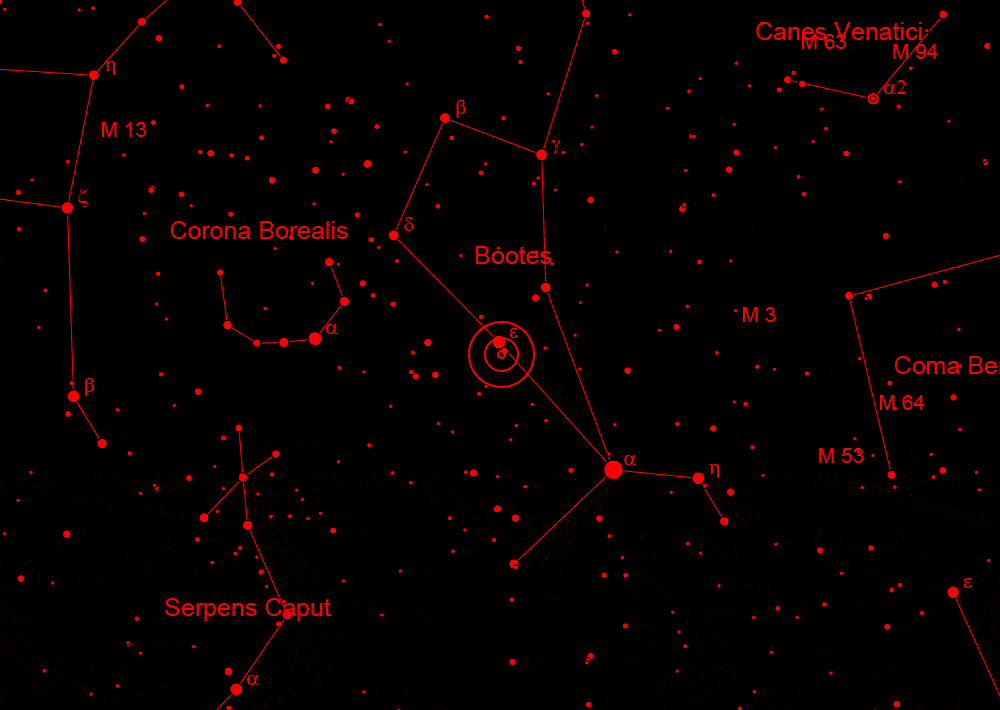 Canes Venatici
M 63
M 94
η
α2
β
M 13
γ
ζ
δ
Corona Borealis
Bootes
M 3
α
ε
Coma Be
β
M 64
M 53
α
η
ε
Serpens Caput
α